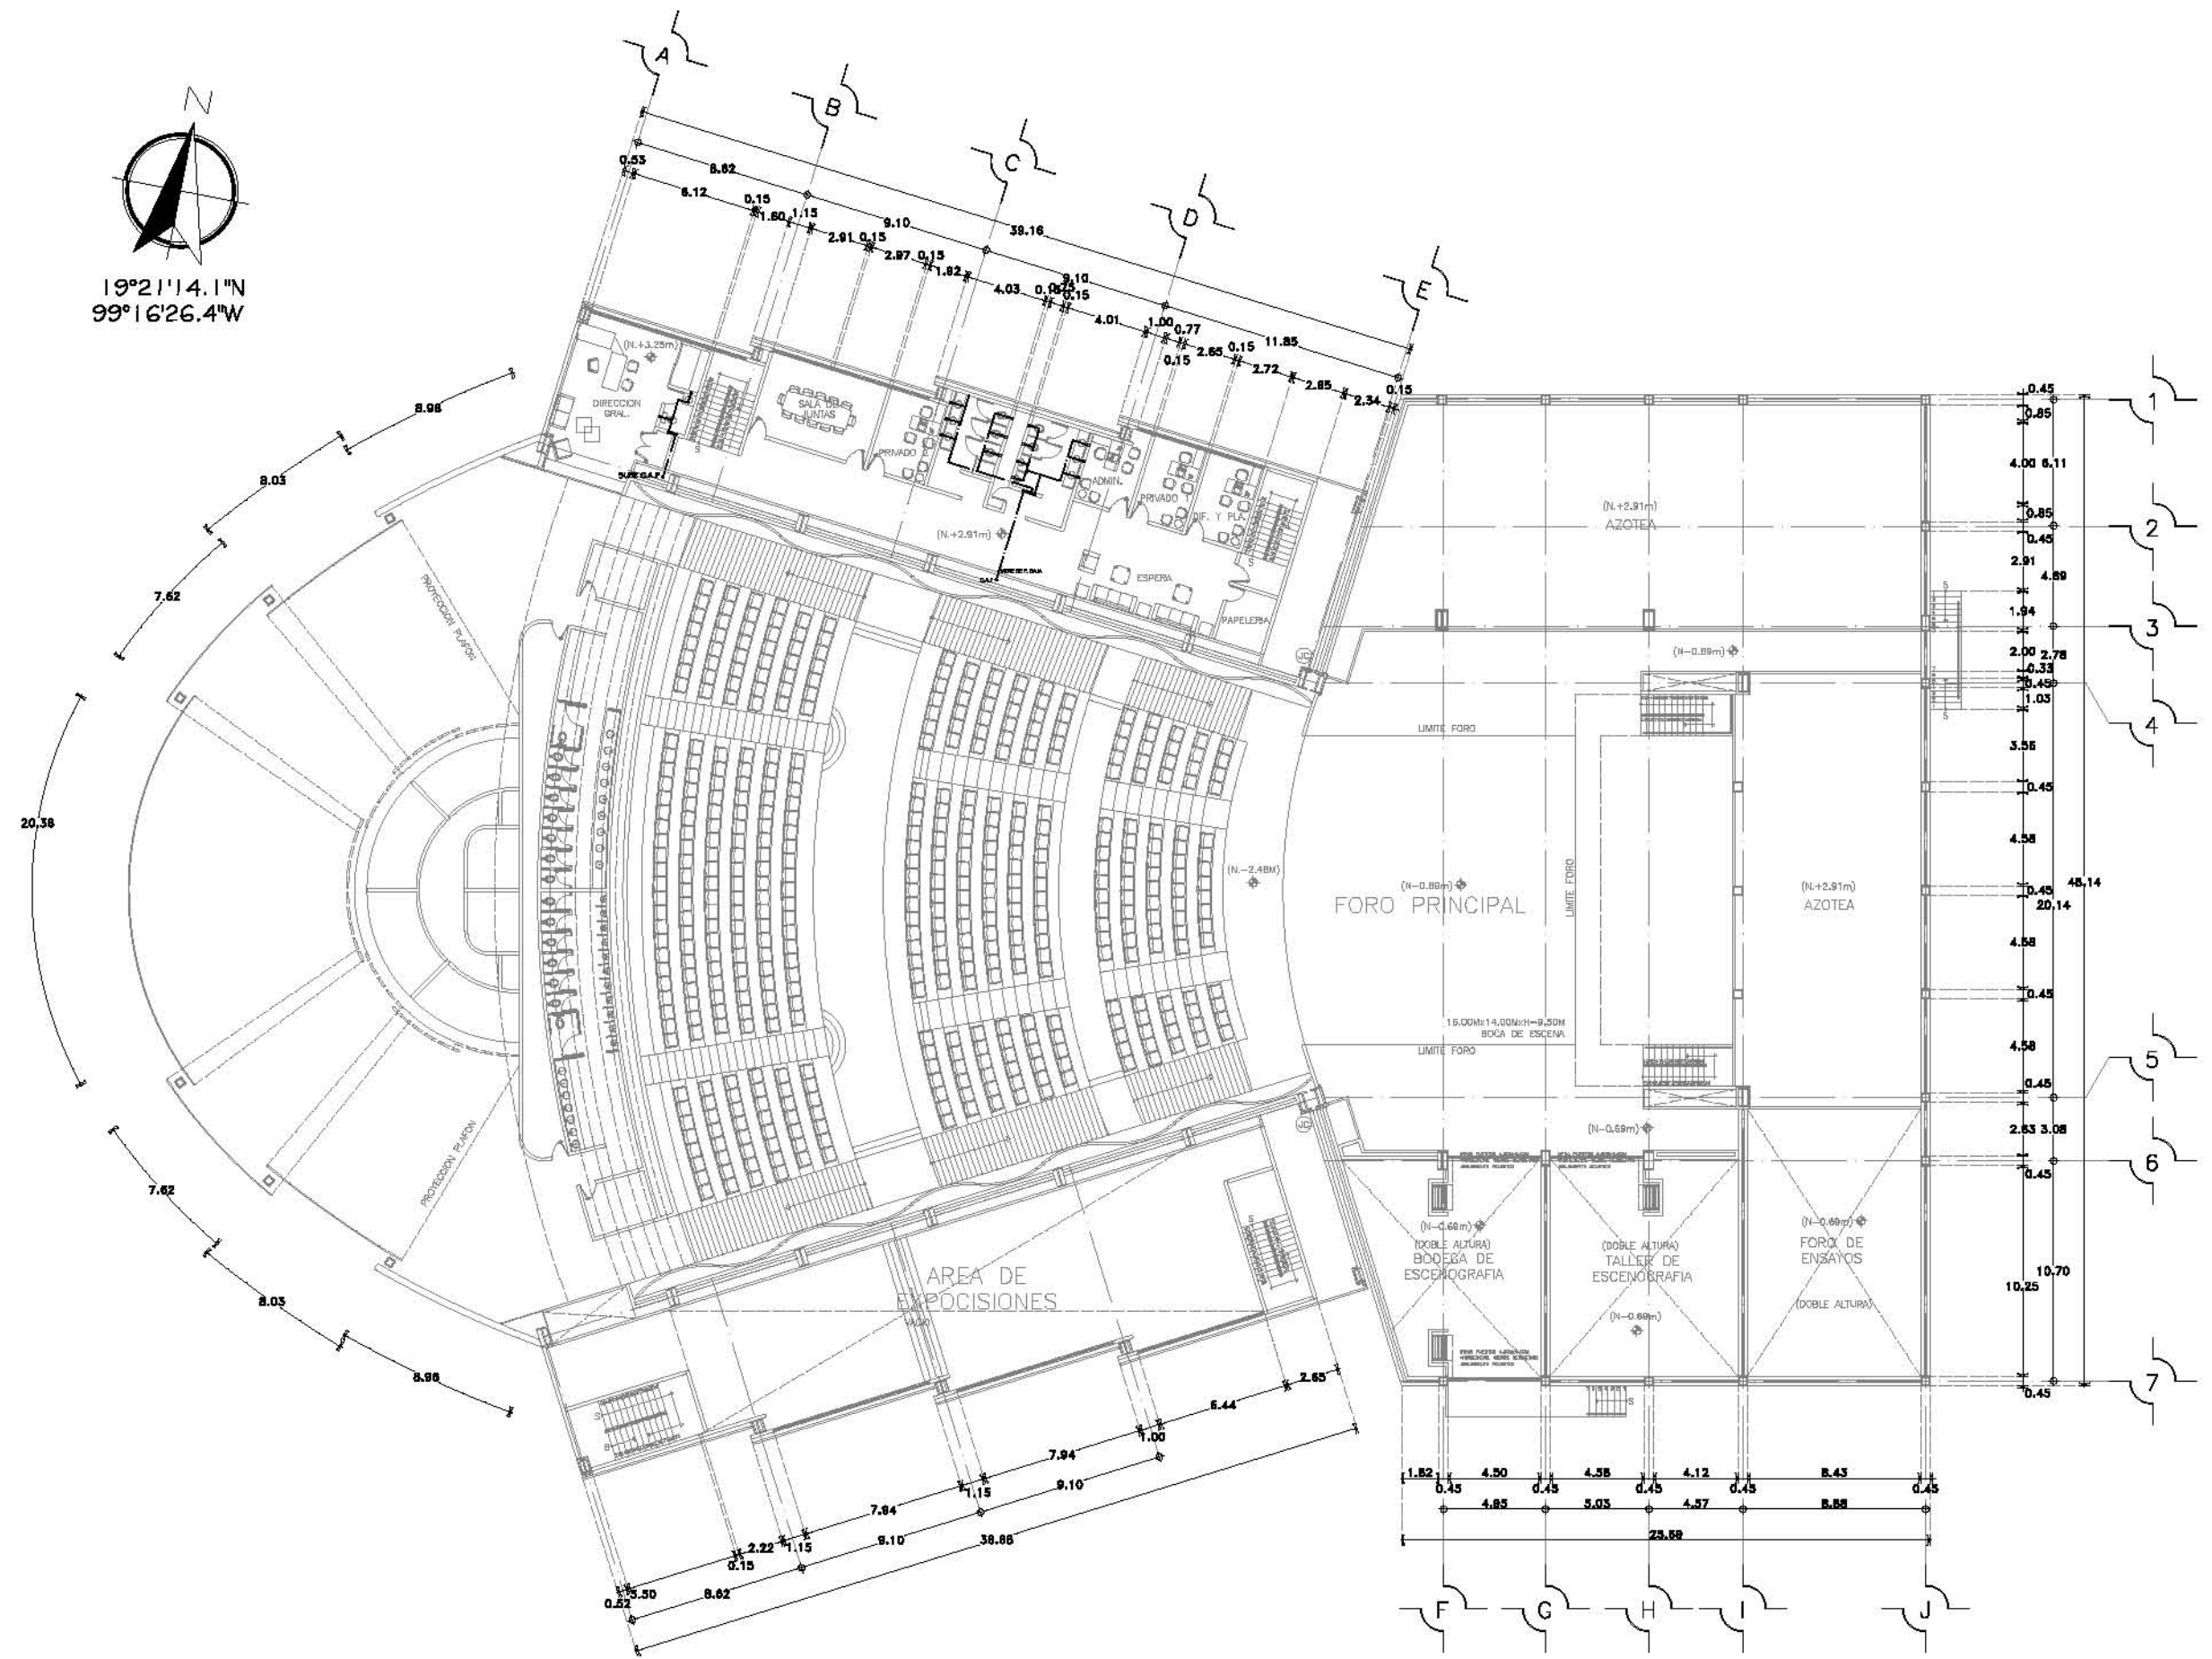 A
B
C
D
E
N
19°21'14.1"N
99°16'26.4"W
0.53
8.62
6.12
0.15
1.60
1.15
9.10
39.16
2.91
0.15
2.97
0.15
1.82
9.10
4.03
0.15
4.01
1.00
0.77
11.85
0.15
2.65
0.15
2.72
2.85
0.15
2.34
8.98
8.03
7.62
20.38
7.62
8.03
8.98
(N.+3.25m)
DIRECCION
GRAL.
SALA DE
JUNTAS
PRIVADO
ADMIN.
PRIVADO 1
DIF. Y PLA.
(N.+2.91m)
ESPERA
PAPELERIA
JC
S
S
PROYECCION PLAFON
PROYECCION PLAFON
(N.+2.91m)
AZOTEA
(N-0.89m)
LIMITE FORO
LIMITE FORO
(N.-2.48M)
(N-0.89m)
FORO PRINCIPAL
(N.+2.91m)
AZOTEA
16.00Mx14.00MxH=9.50M
BOCA DE ESCENA
LIMITE FORO
JC
(N-0.69m)
(N-0.69m)
(DOBLE ALTURA)
BODEGA DE
ESCENOGRAFIA
(DOBLE ALTURA)
TALLER DE
ESCENOGRAFIA
(N-0.69m)
(N-0.69m)
FORO DE
ENSAYOS
(DOBLE ALTURA)
AREA DE
EXPOCISIONES
VACIO
S
S
B
S
S
S
0.45
0.85
4.00
6.11
0.85
0.45
2.91
4.89
1.94
2.00
2.78
0.33
0.45
1.03
3.56
0.45
4.58
0.45
48.14
20.14
4.58
0.45
4.58
0.45
2.63
3.08
0.45
10.70
10.25
0.45
1
2
3
4
5
6
7
2.65
6.44
1.00
7.94
9.10
1.15
7.94
9.10
38.88
2.22
1.15
0.15
5.50
8.62
0.52
1.82
4.50
4.58
4.12
8.43
0.45
0.45
0.45
0.45
0.45
4.95
5.03
4.57
8.88
25.69
F
G
H
I
J